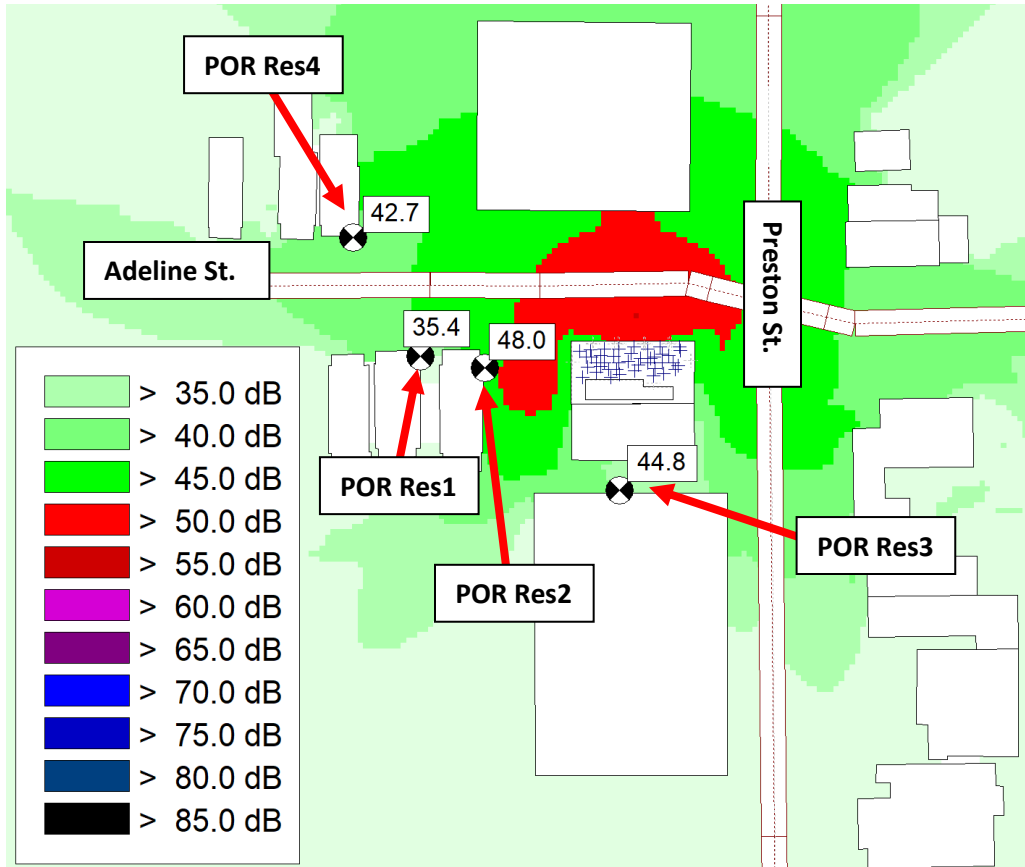 POR Res4
42.7
Adeline St.
Preston St.
35.4
48.0
POR Res1
44.8
POR Res2
POR Res3
> 35.0 dB
> 40.0 dB
> 45.0 dB
> 50.0 dB
> 55.0 dB
> 60.0 dB
> 65.0 dB
> 70.0 dB
> 75.0 dB
> 80.0 dB
> 85.0 dB